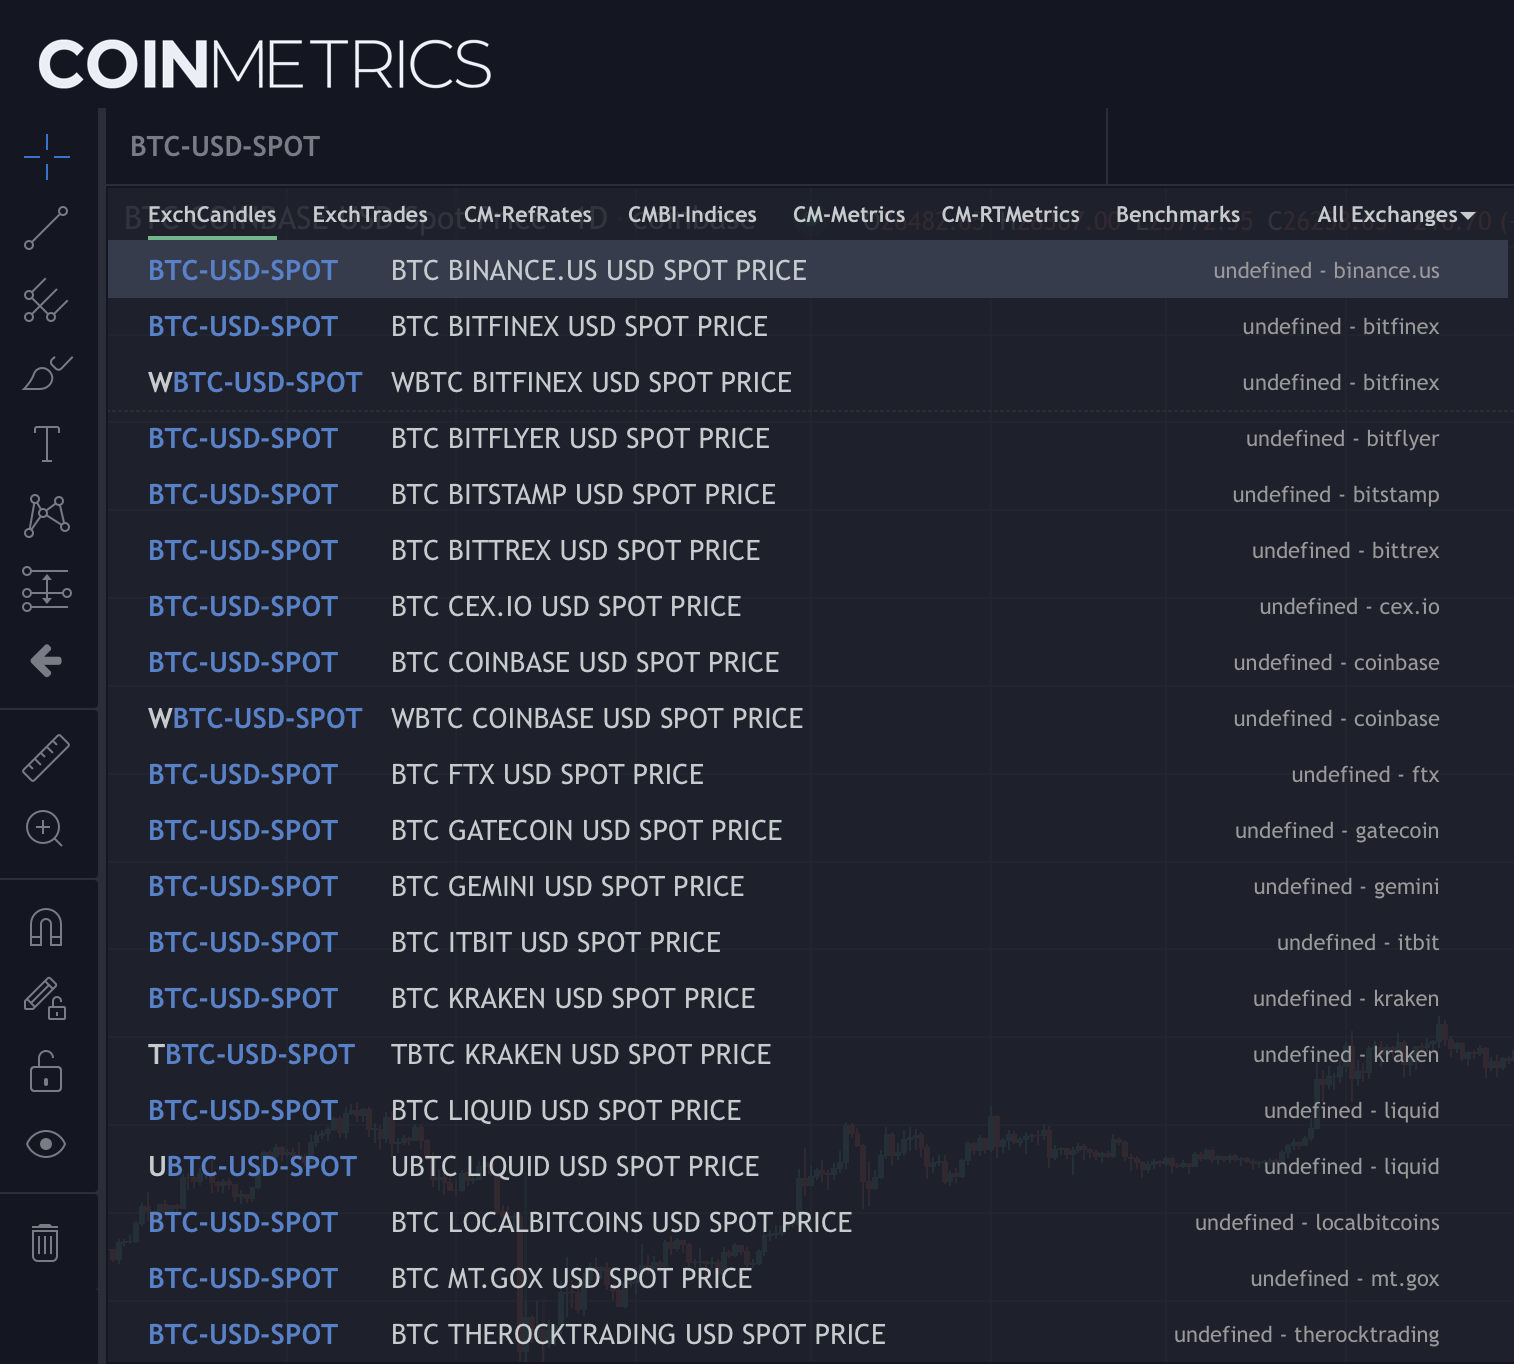 COINMETRICS
BTC-USD-SPOT
ExchCandles ExchTrades CM-RefRates CMBI-Indices CM-Metrics CM-RTMetrics Benchmarks All Exchanges
BTC-USD-SPOT BTC BINANCE.US USD SPOT PRICE undefined - binance.us
BTC-USD-SPOT BTC BITFINEX USD SPOT PRICE undefined - bitfinex
WBTC-USD-SPOT WBTC BITFINEX USD SPOT PRICE undefined - bitfinex
BTC-USD-SPOT BTC BITFLYER USD SPOT PRICE undefined - bitflyer
BTC-USD-SPOT BTC BITSTAMP USD SPOT PRICE undefined - bitstamp
BTC-USD-SPOT BTC BITTREX USD SPOT PRICE undefined - bittrex
BTC-USD-SPOT BTC CEX.IO USD SPOT PRICE undefined - cex.io
BTC-USD-SPOT BTC COINBASE USD SPOT PRICE undefined - coinbase
WBTC-USD-SPOT WBTC COINBASE USD SPOT PRICE undefined - coinbase
BTC-USD-SPOT BTC FTX USD SPOT PRICE undefined - ftx
BTC-USD-SPOT BTC GATECOIN USD SPOT PRICE undefined - gatecoin
BTC-USD-SPOT BTC GEMINI USD SPOT PRICE undefined - gemini
BTC-USD-SPOT BTC ITBIT USD SPOT PRICE undefined - itbit
BTC-USD-SPOT BTC KRAKEN USD SPOT PRICE undefined - kraken
TBTC-USD-SPOT TBTC KRAKEN USD SPOT PRICE undefined - kraken
BTC-USD-SPOT BTC LIQUID USD SPOT PRICE undefined - liquid
UBTC-USD-SPOT UBTC LIQUID USD SPOT PRICE undefined - liquid
BTC-USD-SPOT BTC LOCALBITCOINS USD SPOT PRICE undefined - localbitcoins
BTC-USD-SPOT BTC MT.GOX USD SPOT PRICE undefined - mt.gox
BTC-USD-SPOT BTC THEROCKTRADING USD SPOT PRICE undefined - therocktrading